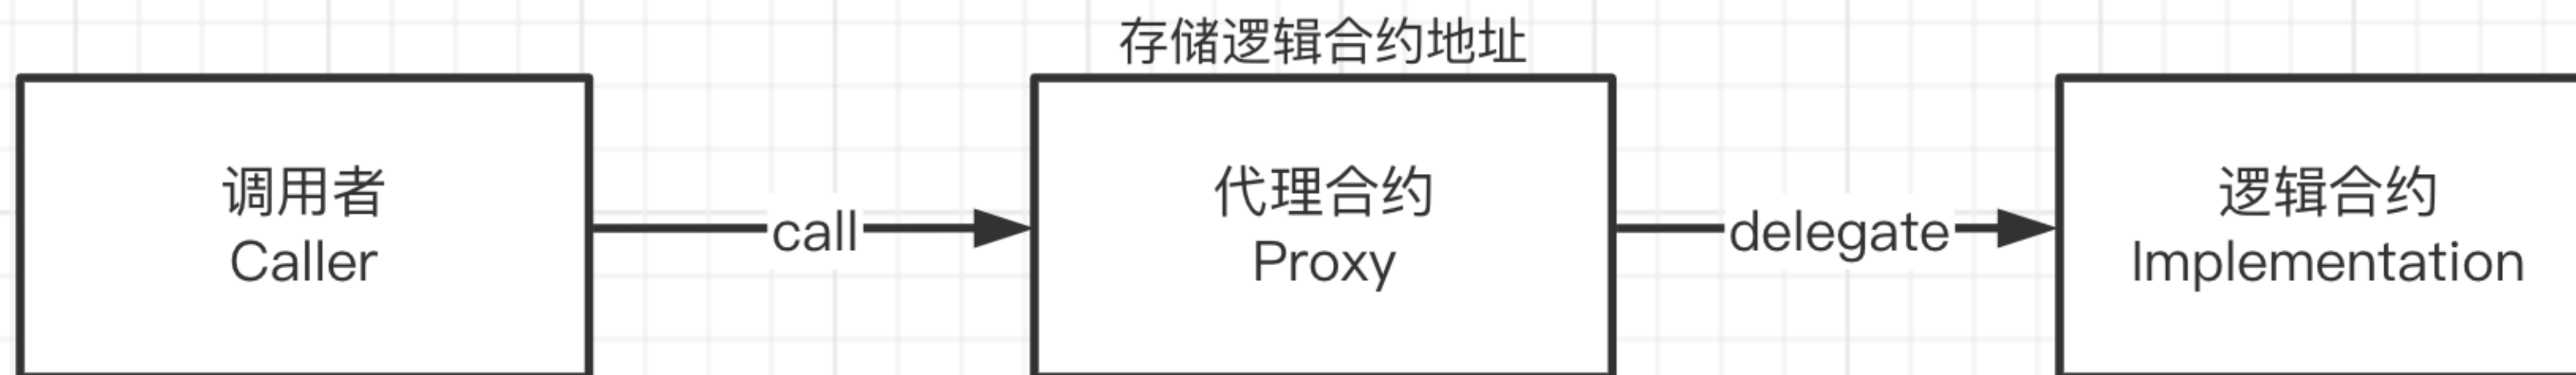 存储逻辑合约地址
调用者
Caller
call
代理合约
Proxy
delegate
逻辑合约
Implementation